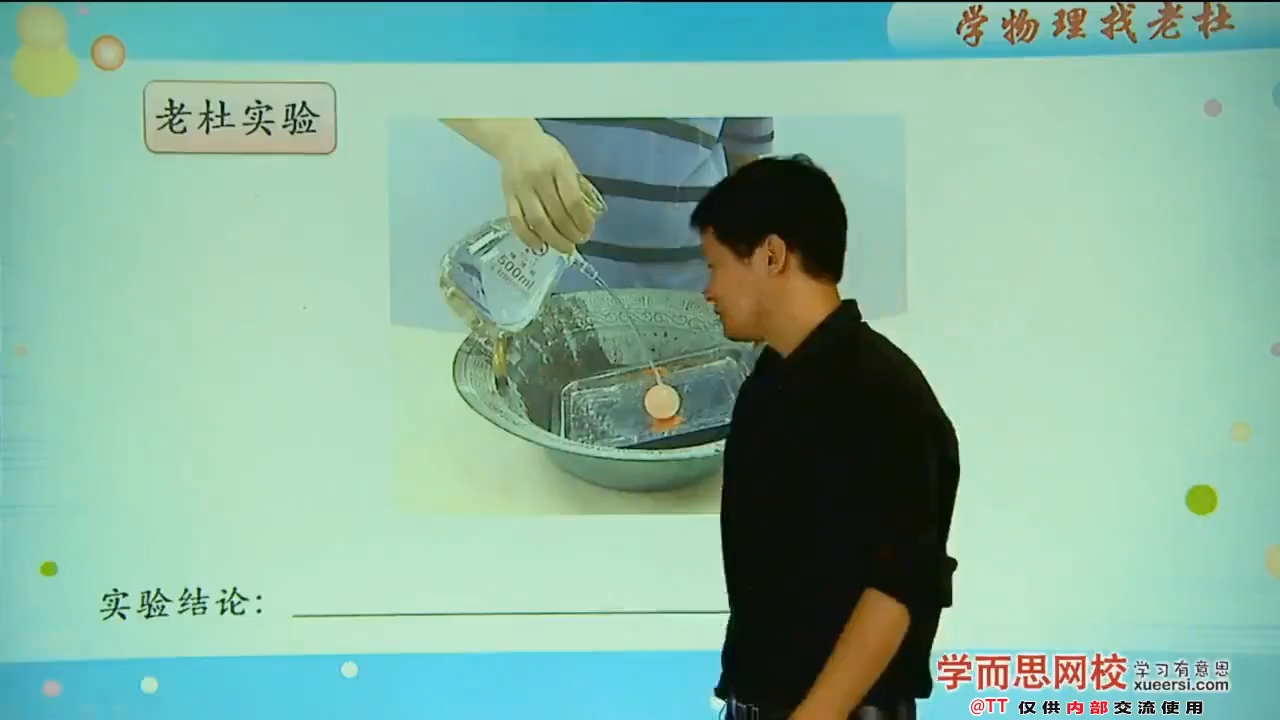 学物理找老杜
老杜实验
500ml
实验结论：
学而思网校 学习有意思
xueersi.com
@TT 仅供内部交流使用